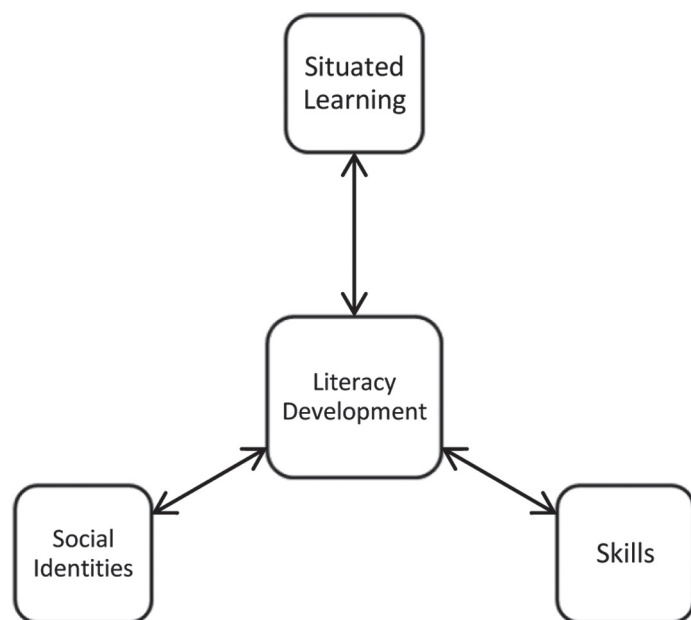 Situated
Learning
Literacy
Development
Social
Identities
Skills